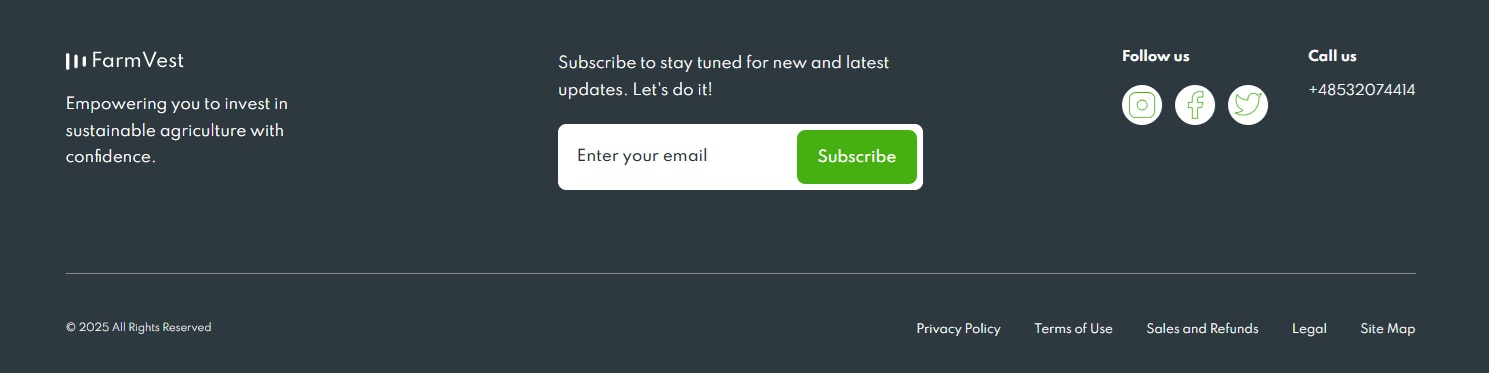 FarmVest
Empowering you to invest in
sustainable agriculture with
confidence.
Subscribe to stay tuned for new and latest
updates. Let's do it!
Enter your email
Subscribe
Follow us
Call us
+48532074414
© 2025 All Rights Reserved
Privacy Policy
Terms of Use
Sales and Refunds
Legal
Site Map